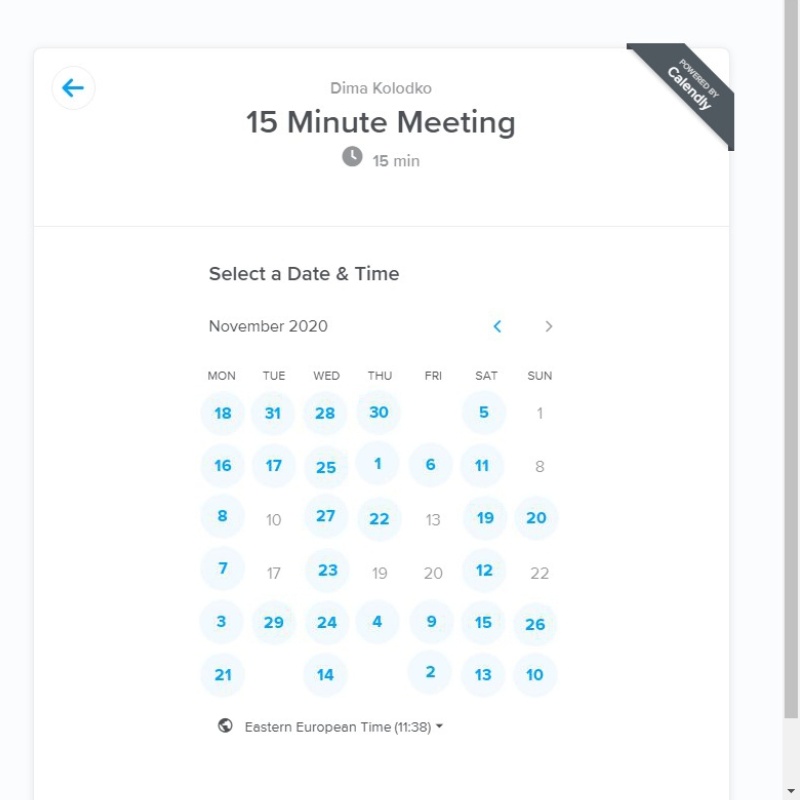 POWERED BY
Calendly
Dima Kolodko
15 Minute Meeting
15 min
Select a Date & Time
November 2020
MON TUE WED THU FRI SAT SUN
18 31 28 30 5 1
16 17 25 1 6 11 8
8 10 27 22 13 19 20
7 17 23 19 20 12 22
3 29 24 4 9 15 26
21 14 2 13 10
Eastern European Time (11:38)